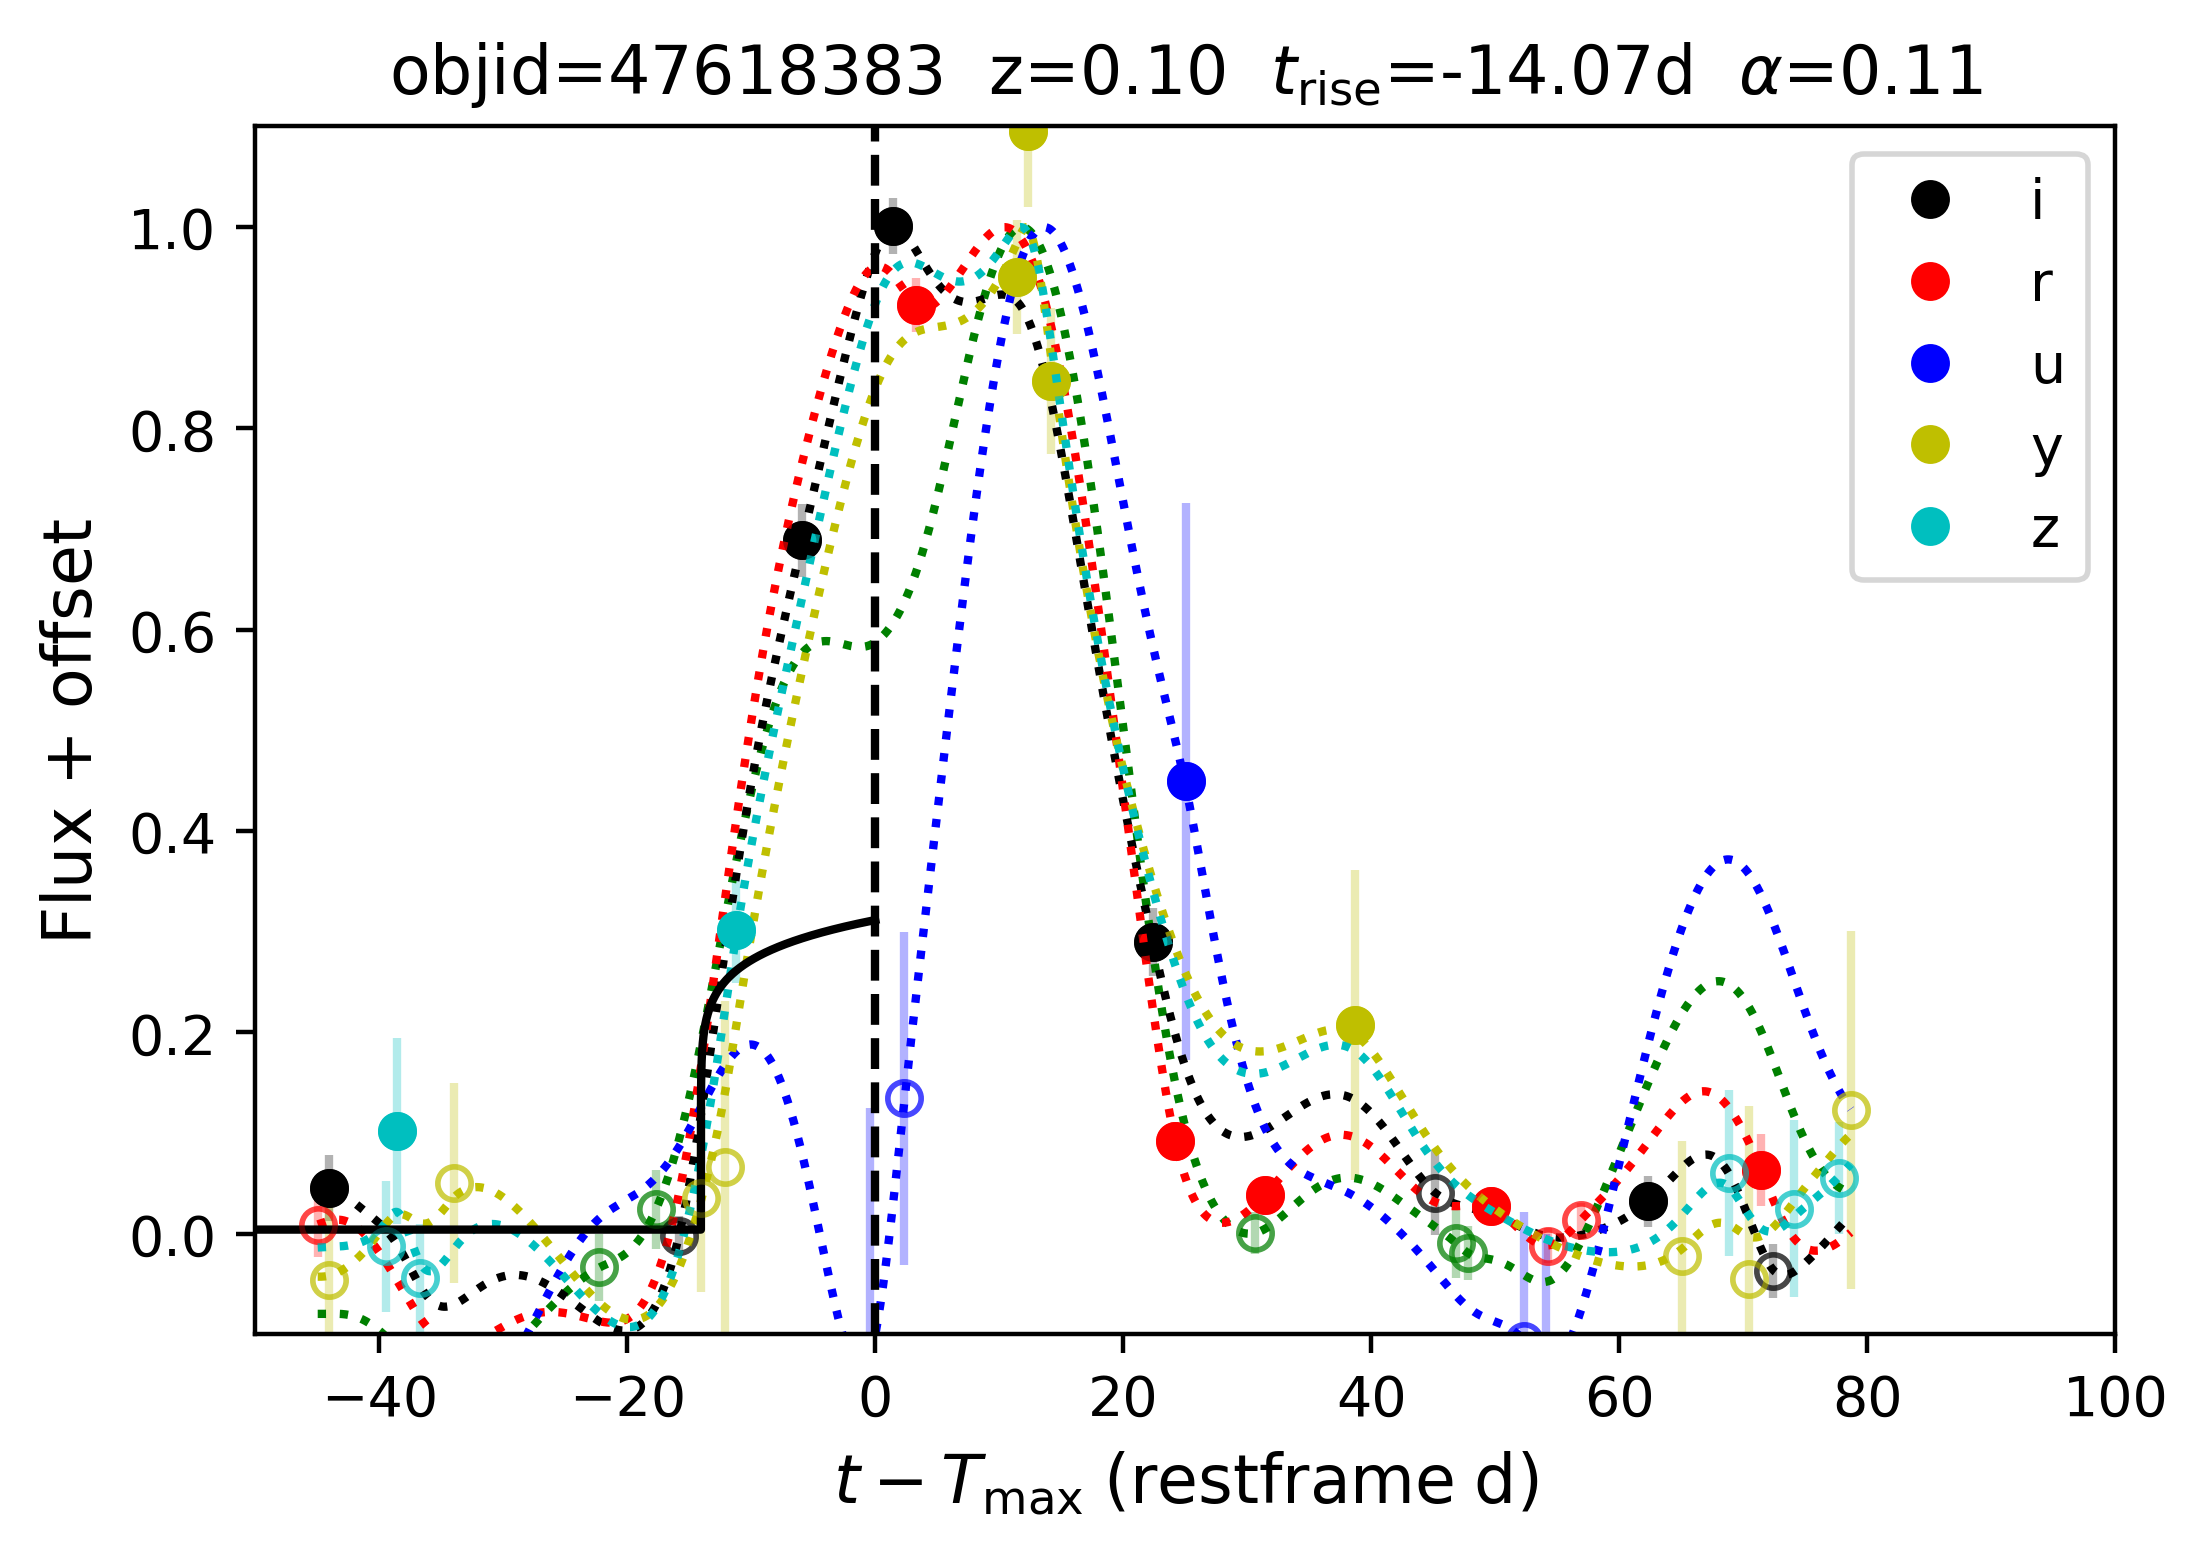 objid=47618383 z=0.10 t_rise=-14.07d α=0.11
Flux + offset
1.0
0.8
0.6
0.4
0.2
0.0
i
r
u
y
z
−40 −20 0 20 40 60 80 100
t − T_max (restframe d)